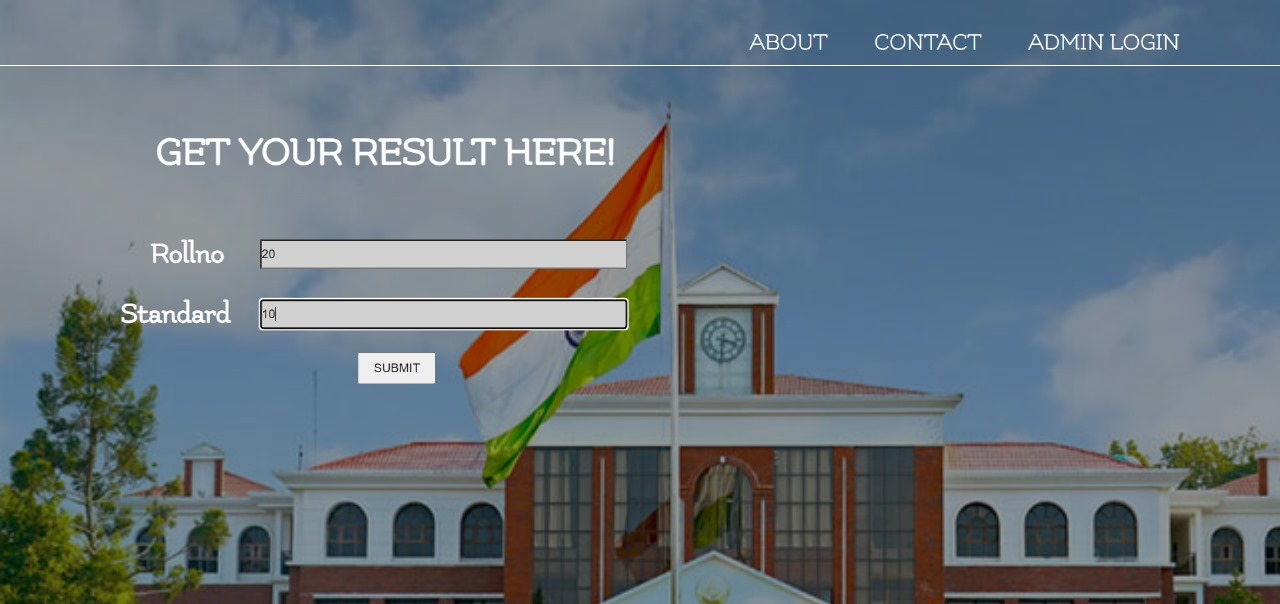 ABOUT CONTACT ADMIN LOGIN
GET YOUR RESULT HERE!
Rollno 20
Standard 10
SUBMIT